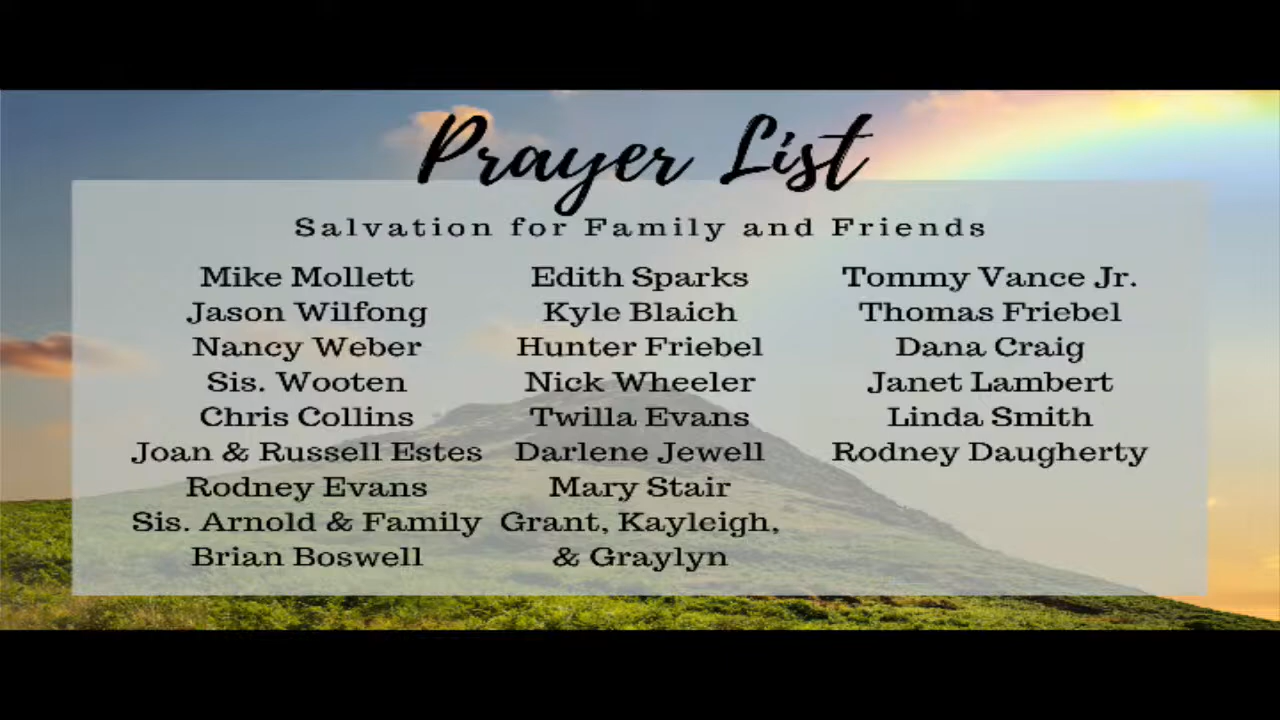 Prayer List
Salvation for Family and Friends
Mike Mollett
Jason Wilfong
Nancy Weber
Sis. Wooten
Chris Collins
Joan & Russell Estes
Rodney Evans
Sis. Arnold & Family
Brian Boswell
Edith Sparks
Kyle Blaich
Hunter Friebel
Nick Wheeler
Twilla Evans
Darlene Jewell
Mary Stair
Grant, Kayleigh,
& Graylyn
Tommy Vance Jr.
Thomas Friebel
Dana Craig
Janet Lambert
Linda Smith
Rodney Daugherty